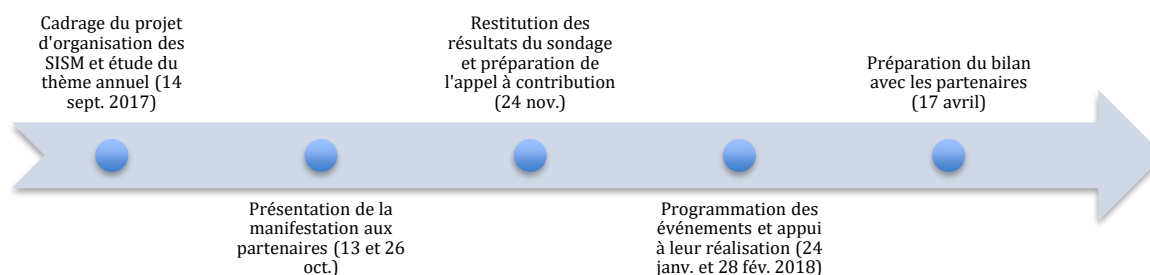 Cadrage du projet
d'organisation des
SISM et étude du
thème annuel (14
sept. 2017)
Présentation de la
manifestation aux
partenaires (13 et 26
oct.)
Restitution des
résultats du sondage
et préparation de
l'appel à contribution
(24 nov.)
Programmation des
événements et appui
à leur réalisation (24
janv. et 28 fév. 2018)
Préparation du bilan
avec les partenaires
(17 avril)